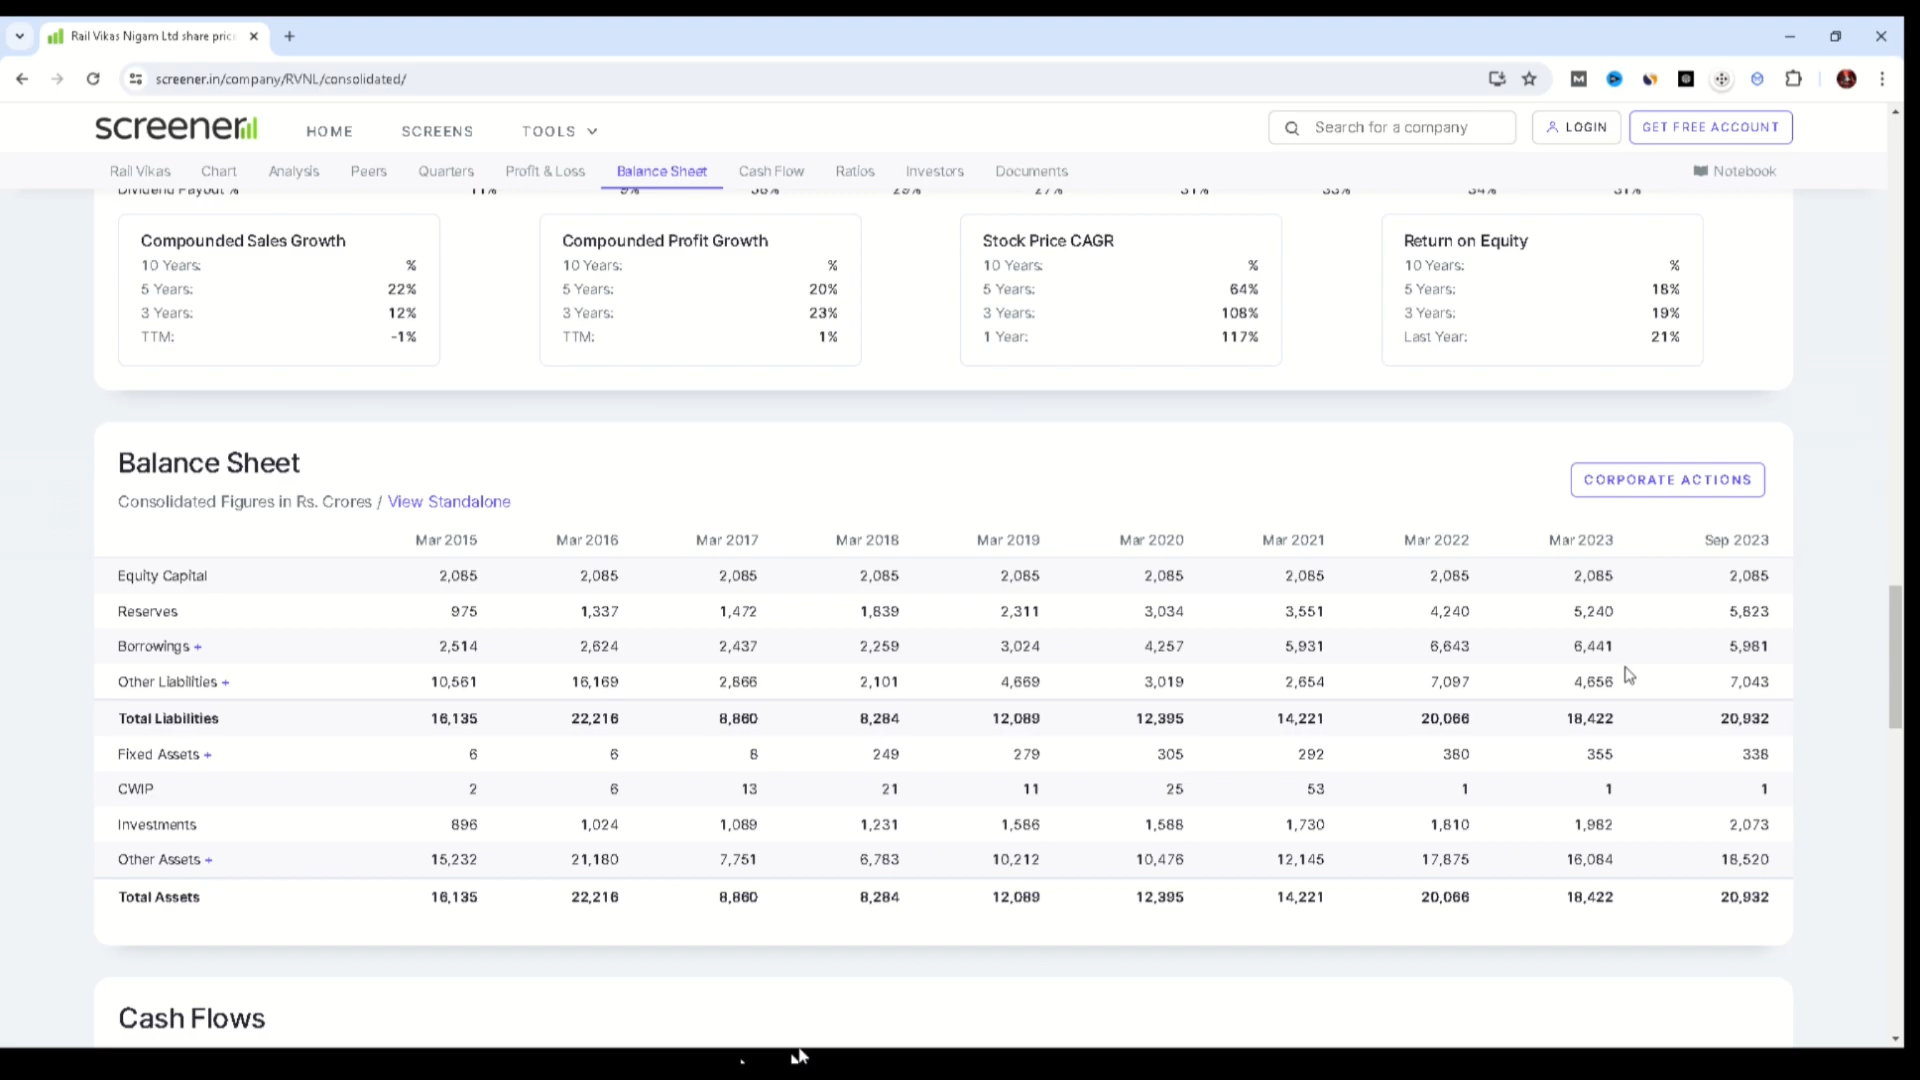 Rail Vikas Nigam Ltd share pric
screener.in/company/RVNL/consolidated/
screener HOME SCREENS TOOLS Search for a company LOGIN GET FREE ACCOUNT
Rail Vikas Chart Analysis Peers Quarters Profit & Loss Balance Sheet Cash Flow Ratios Investors Documents Notebook
Dividend Payout % 11% 9% 36% 29% 27% 31% 33% 34% 31%
Compounded Sales Growth Compounded Profit Growth Stock Price CAGR Return on Equity
10 Years: % 10 Years: % 10 Years: % 10 Years: %
5 Years: 22% 5 Years: 20% 5 Years: 64% 5 Years: 18%
3 Years: 12% 3 Years: 23% 3 Years: 108% 3 Years: 19%
TTM: -1% TTM: 1% 1 Year: 117% Last Year: 21%
Balance Sheet
CORPORATE ACTIONS
Consolidated Figures in Rs. Crores / View Standalone
Mar 2015 Mar 2016 Mar 2017 Mar 2018 Mar 2019 Mar 2020 Mar 2021 Mar 2022 Mar 2023 Sep 2023
Equity Capital 2,085 2,085 2,085 2,085 2,085 2,085 2,085 2,085 2,085 2,085
Reserves 975 1,337 1,472 1,839 2,311 3,034 3,551 4,240 5,240 5,823
Borrowings + 2,514 2,624 2,437 2,259 3,024 4,257 5,931 6,643 6,441 5,981
Other Liabilities + 10,561 16,169 2,866 2,101 4,669 3,019 2,654 7,097 4,656 7,043
Total Liabilities 16,135 22,216 8,860 8,284 12,089 12,395 14,221 20,066 18,422 20,932
Fixed Assets + 6 6 8 249 279 305 292 380 355 338
CWIP 2 6 13 21 11 25 53 1 1 1
Investments 896 1,024 1,089 1,231 1,586 1,588 1,730 1,810 1,982 2,073
Other Assets + 15,232 21,180 7,751 6,783 10,212 10,476 12,145 17,875 16,084 18,520
Total Assets 16,135 22,216 8,860 8,284 12,089 12,395 14,221 20,066 18,422 20,932
Cash Flows